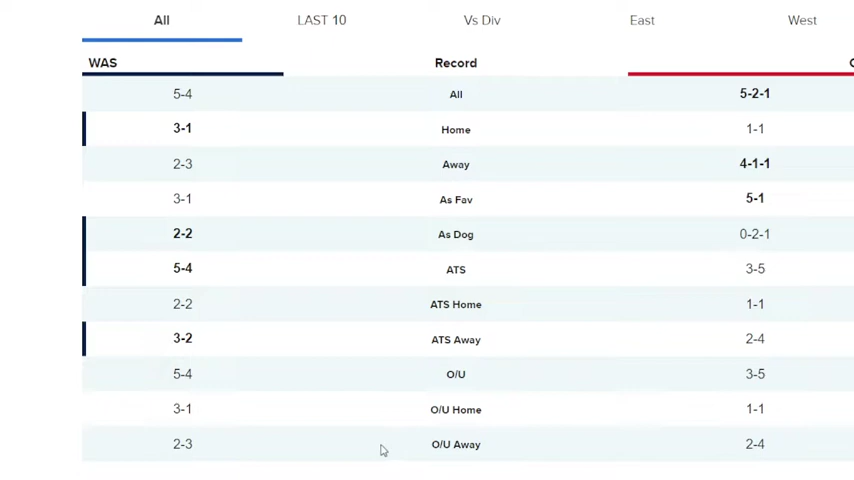 All LAST 10 Vs Div East West
WAS Record
5-4 All 5-2-1
3-1 Home 1-1
2-3 Away 4-1-1
3-1 As Fav 5-1
2-2 As Dog 0-2-1
5-4 ATS 3-5
2-2 ATS Home 1-1
3-2 ATS Away 2-4
5-4 O/U 3-5
3-1 O/U Home 1-1
2-3 O/U Away 2-4